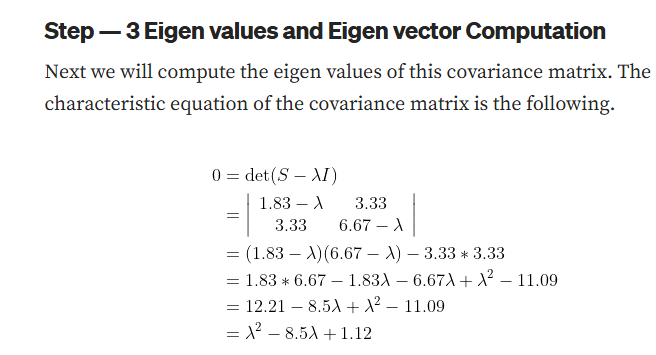 Step — 3 Eigen values and Eigen vector Computation
Next we will compute the eigen values of this covariance matrix. The
characteristic equation of the covariance matrix is the following.
0 = det(S − λI)
= | 1.83 − λ 3.33
3.33 6.67 − λ |
= (1.83 − λ)(6.67 − λ) − 3.33 ∗ 3.33
= 1.83 ∗ 6.67 − 1.83λ − 6.67λ + λ² − 11.09
= 12.21 − 8.5λ + λ² − 11.09
= λ² − 8.5λ + 1.12